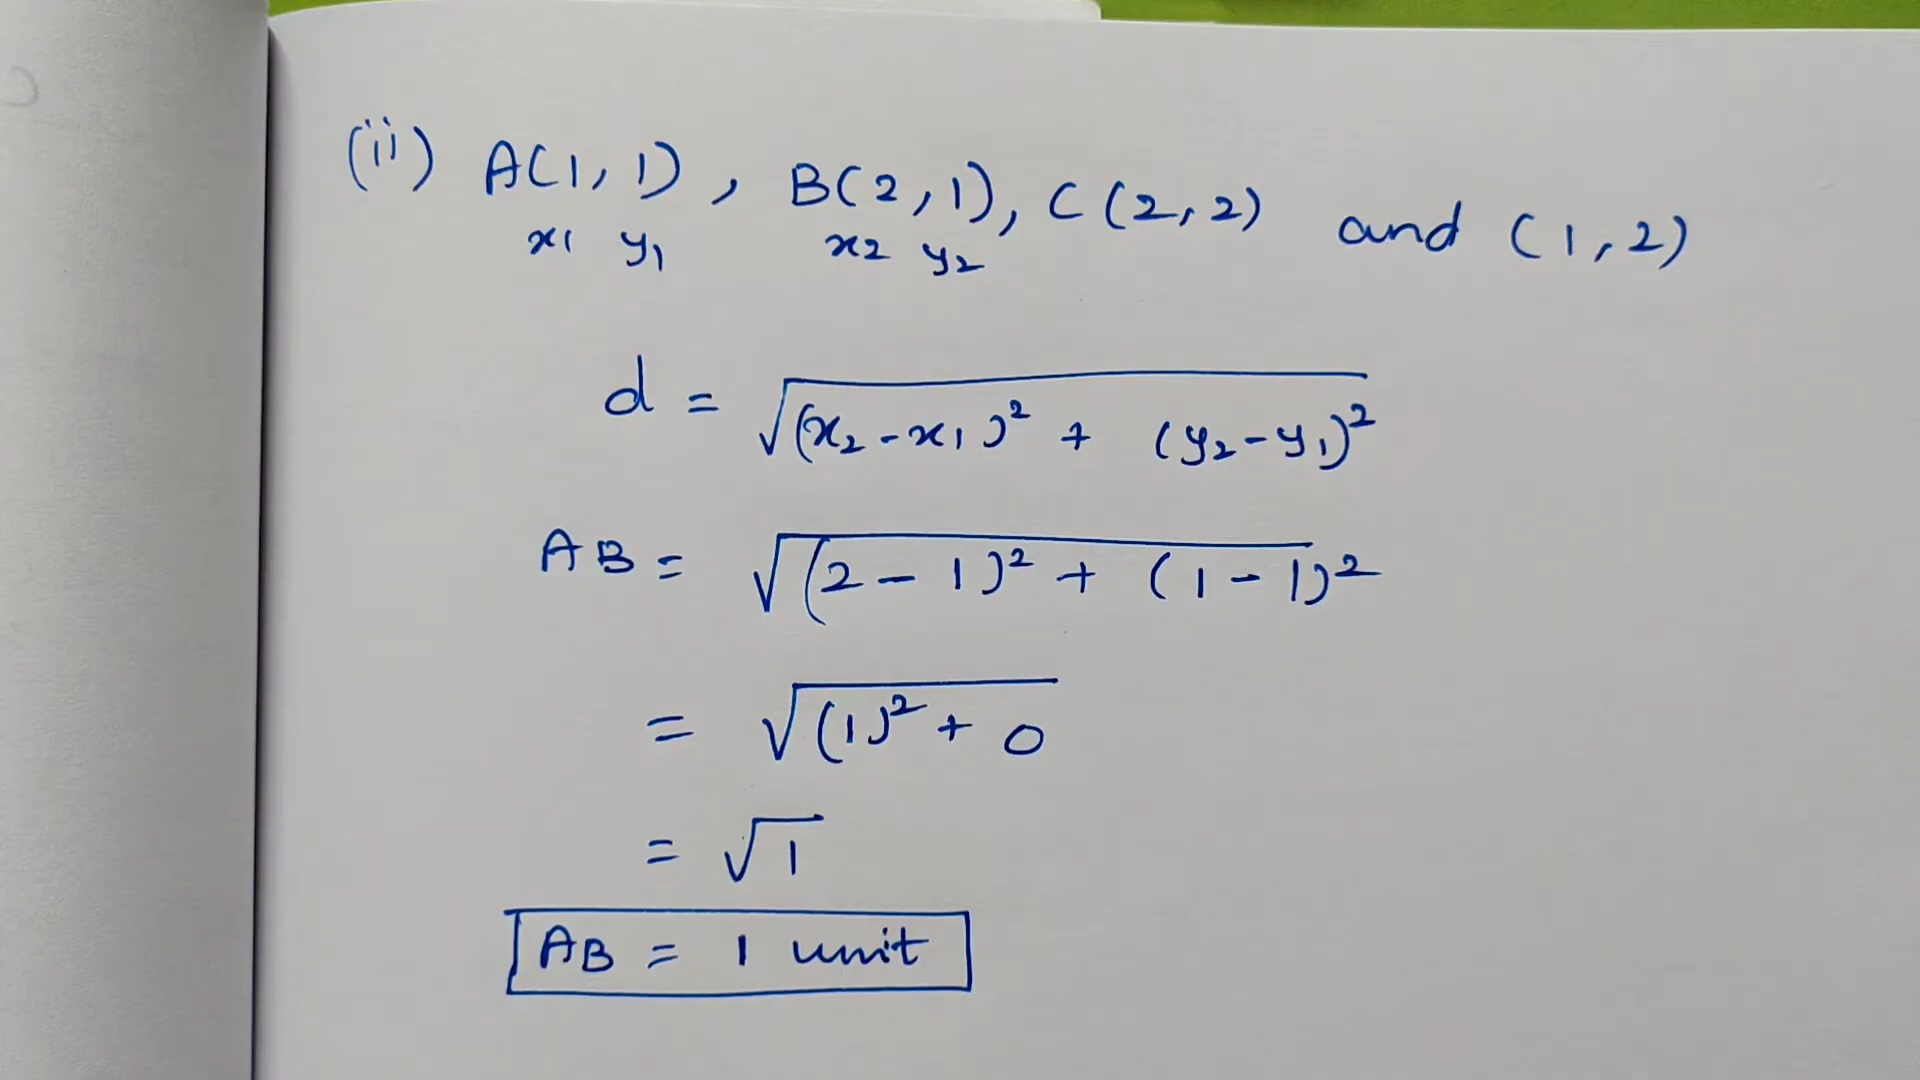 (ii) A(1, 1), B(2, 1), C(2, 2) and (1, 2)
x1 y1 x2 y2
d = √(x2-x1)² + (y2-y1)²
AB = √(2-1)² + (1-1)²
= √(1)² + 0
= √1
AB = 1 unit